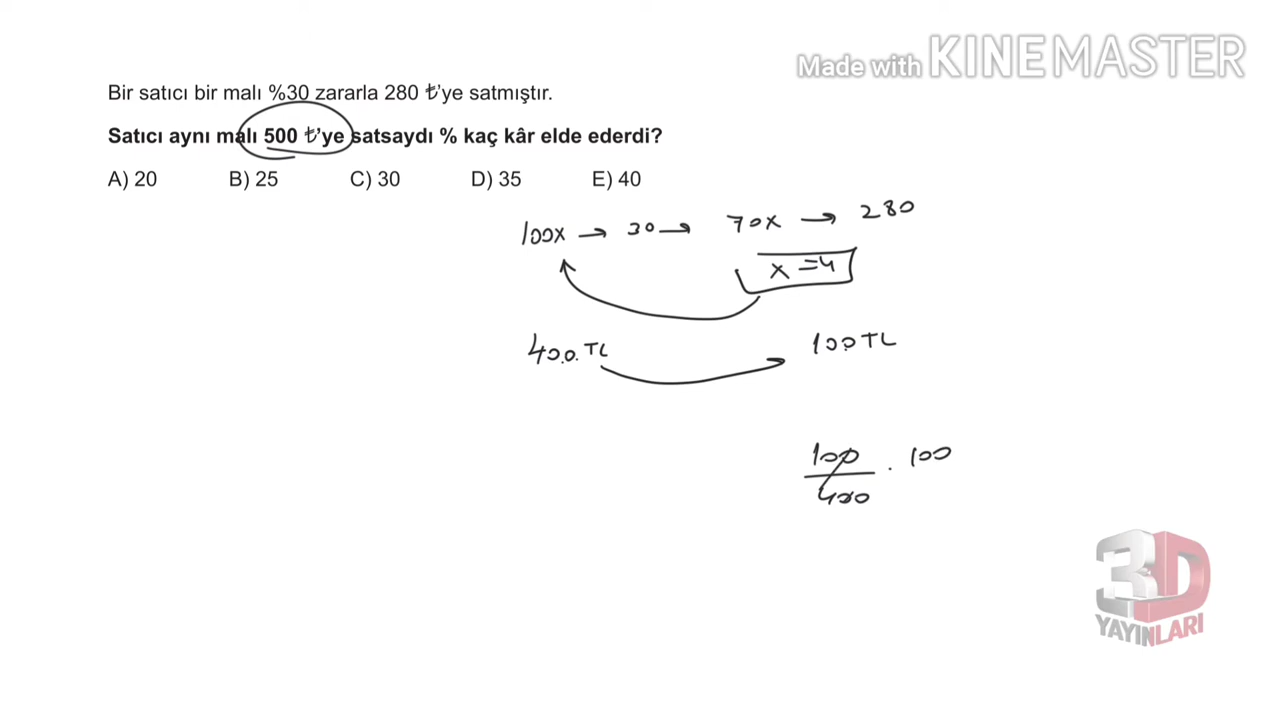 Made with KINEMASTER
Bir satıcı bir malı %30 zararla 280 ₺'ye satmıştır.
Satıcı aynı malı 500 ₺'ye satsaydı % kaç kâr elde ederdi?
A) 20 B) 25 C) 30 D) 35 E) 40
100x → 30 → 70x → 280
x = 4
400 TL 100 TL
100
400 . 100
3D
YAYINLARI